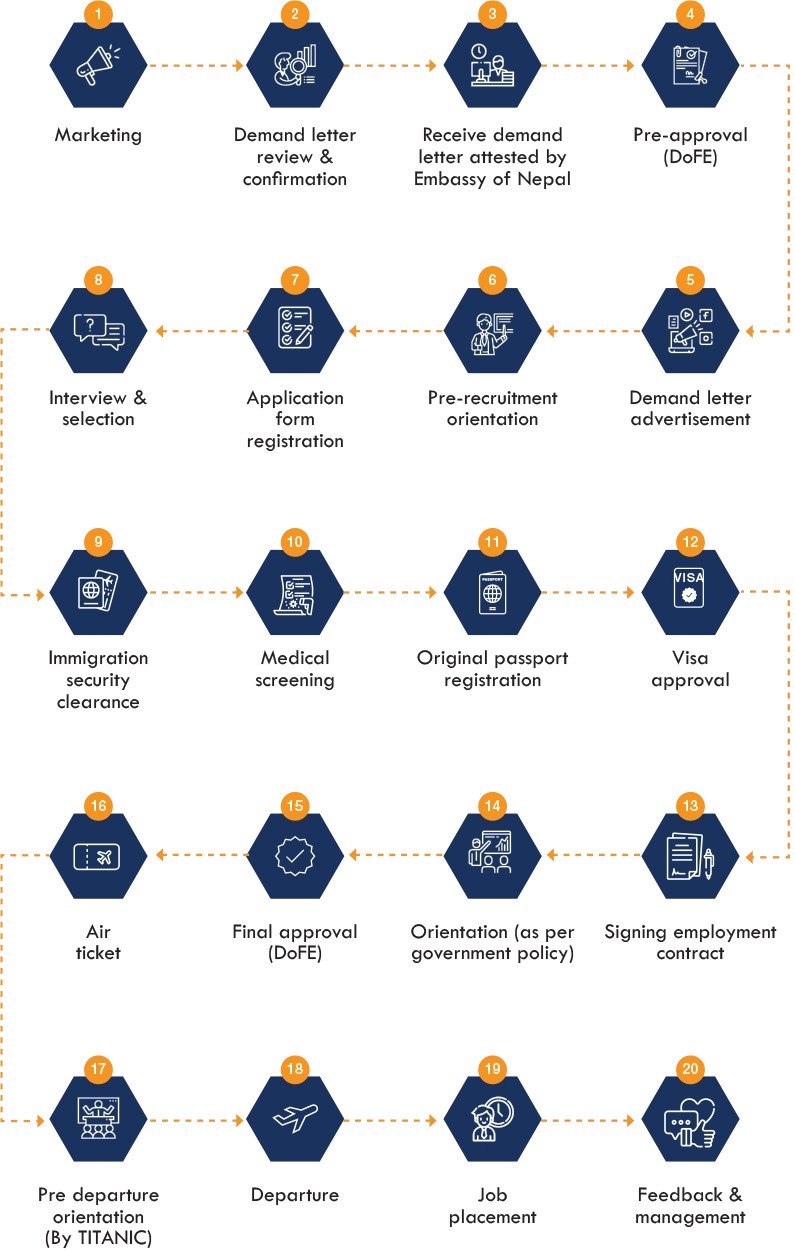 1
Marketing
2
Demand letter
review &
confirmation
3
Receive demand
letter attested by
Embassy of Nepal
4
Pre-approval
(DoFE)
5
Demand letter
advertisement
6
Pre-recruitment
orientation
7
Application
form
registration
8
?
Interview &
selection
9
Immigration
security
clearance
10
Medical
screening
11
PASSPORT
Original passport
registration
12
VISA
Visa
approval
13
Signing employment
contract
14
Orientation (as per
government policy)
15
Final approval
(DoFE)
16
Air
ticket
17
Pre departure
orientation
(By TITANIC)
18
Departure
19
Job
placement
20
Feedback &
management